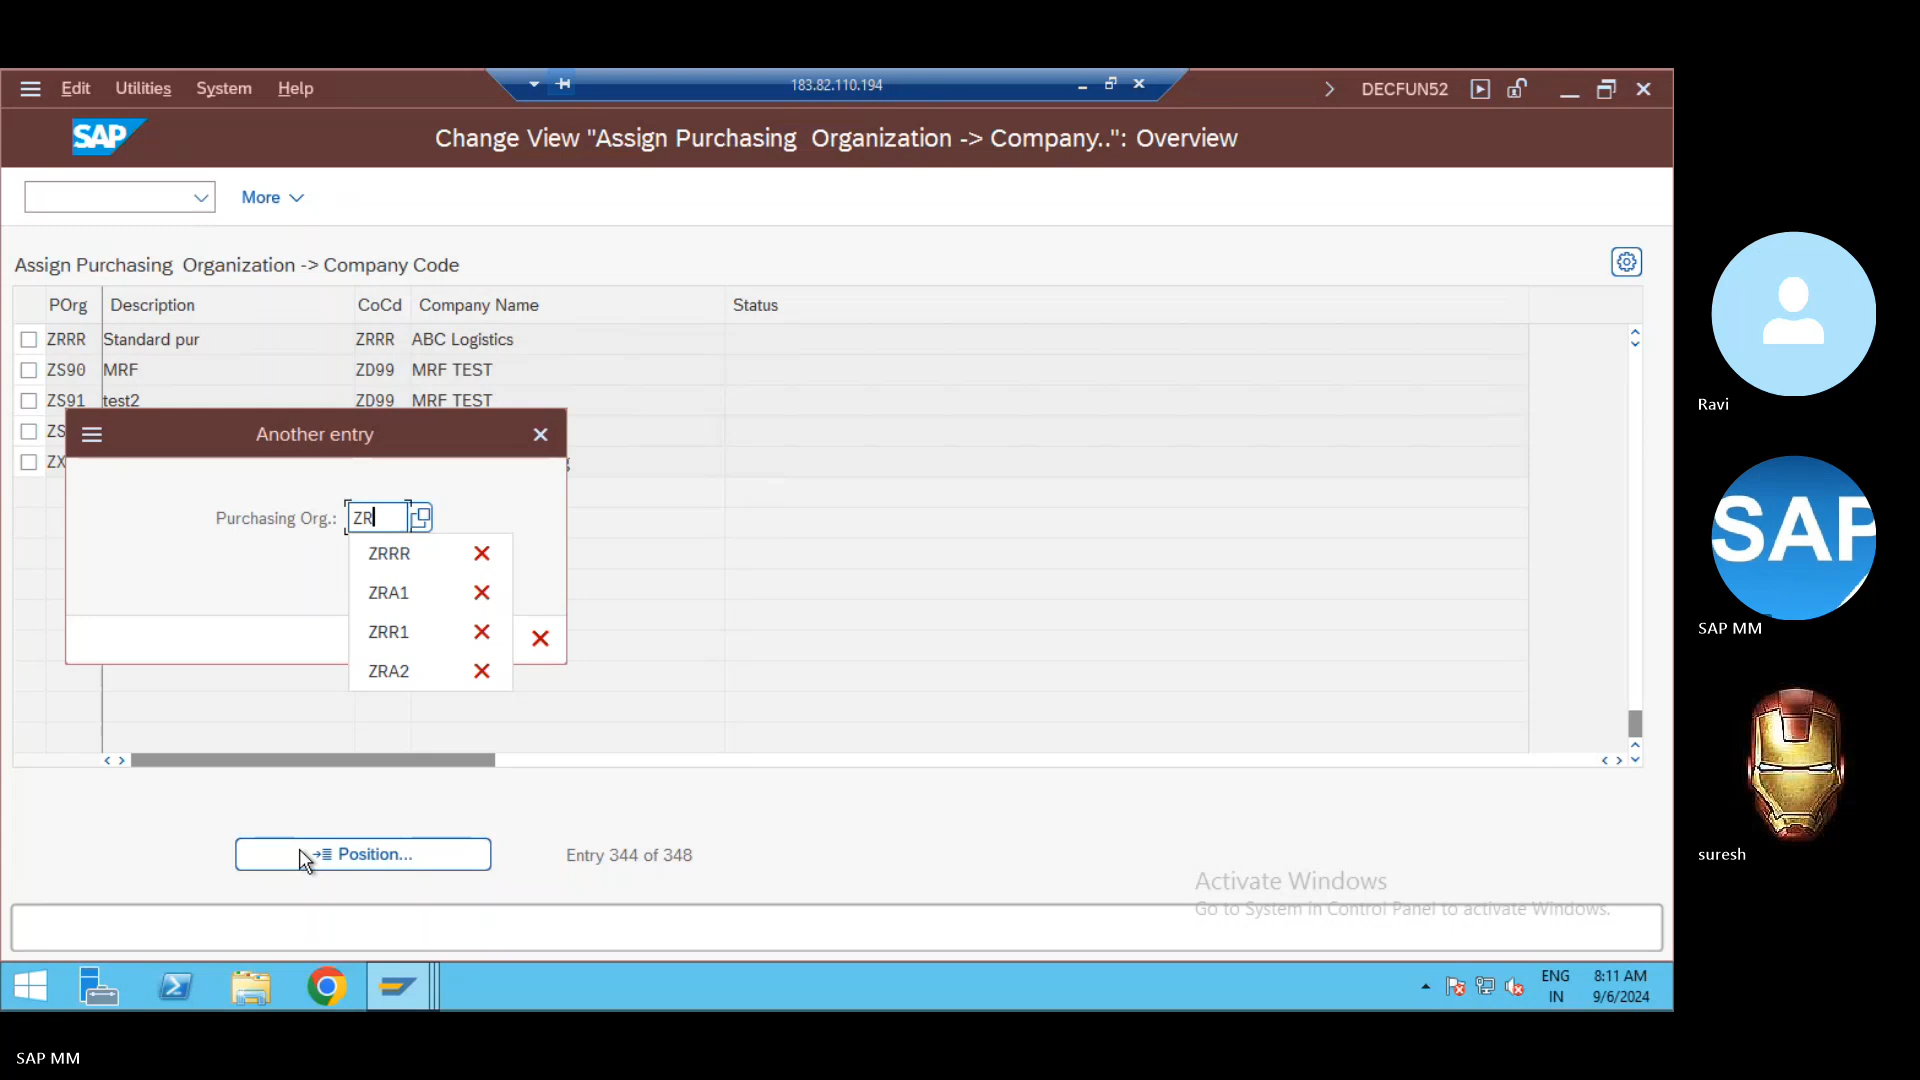 Edit Utilities System Help
183.82.110.194
DECFUN52
SAP
Change View "Assign Purchasing Organization -> Company..": Overview
More
Assign Purchasing Organization -> Company Code
POrg Description CoCd Company Name Status
ZRRR Standard pur ZRRR ABC Logistics
ZS90 MRF ZD99 MRF TEST
ZS91 test2 ZD99 MRF TEST
ZS
ZX
Another entry
Purchasing Org.: ZR
ZRRR
ZRA1
ZRR1
ZRA2
Position...
Entry 344 of 348
Activate Windows
Go to System in Control Panel to activate Windows.
ENG
IN
8:11 AM
9/6/2024
Ravi
SAP
SAP MM
suresh
SAP MM